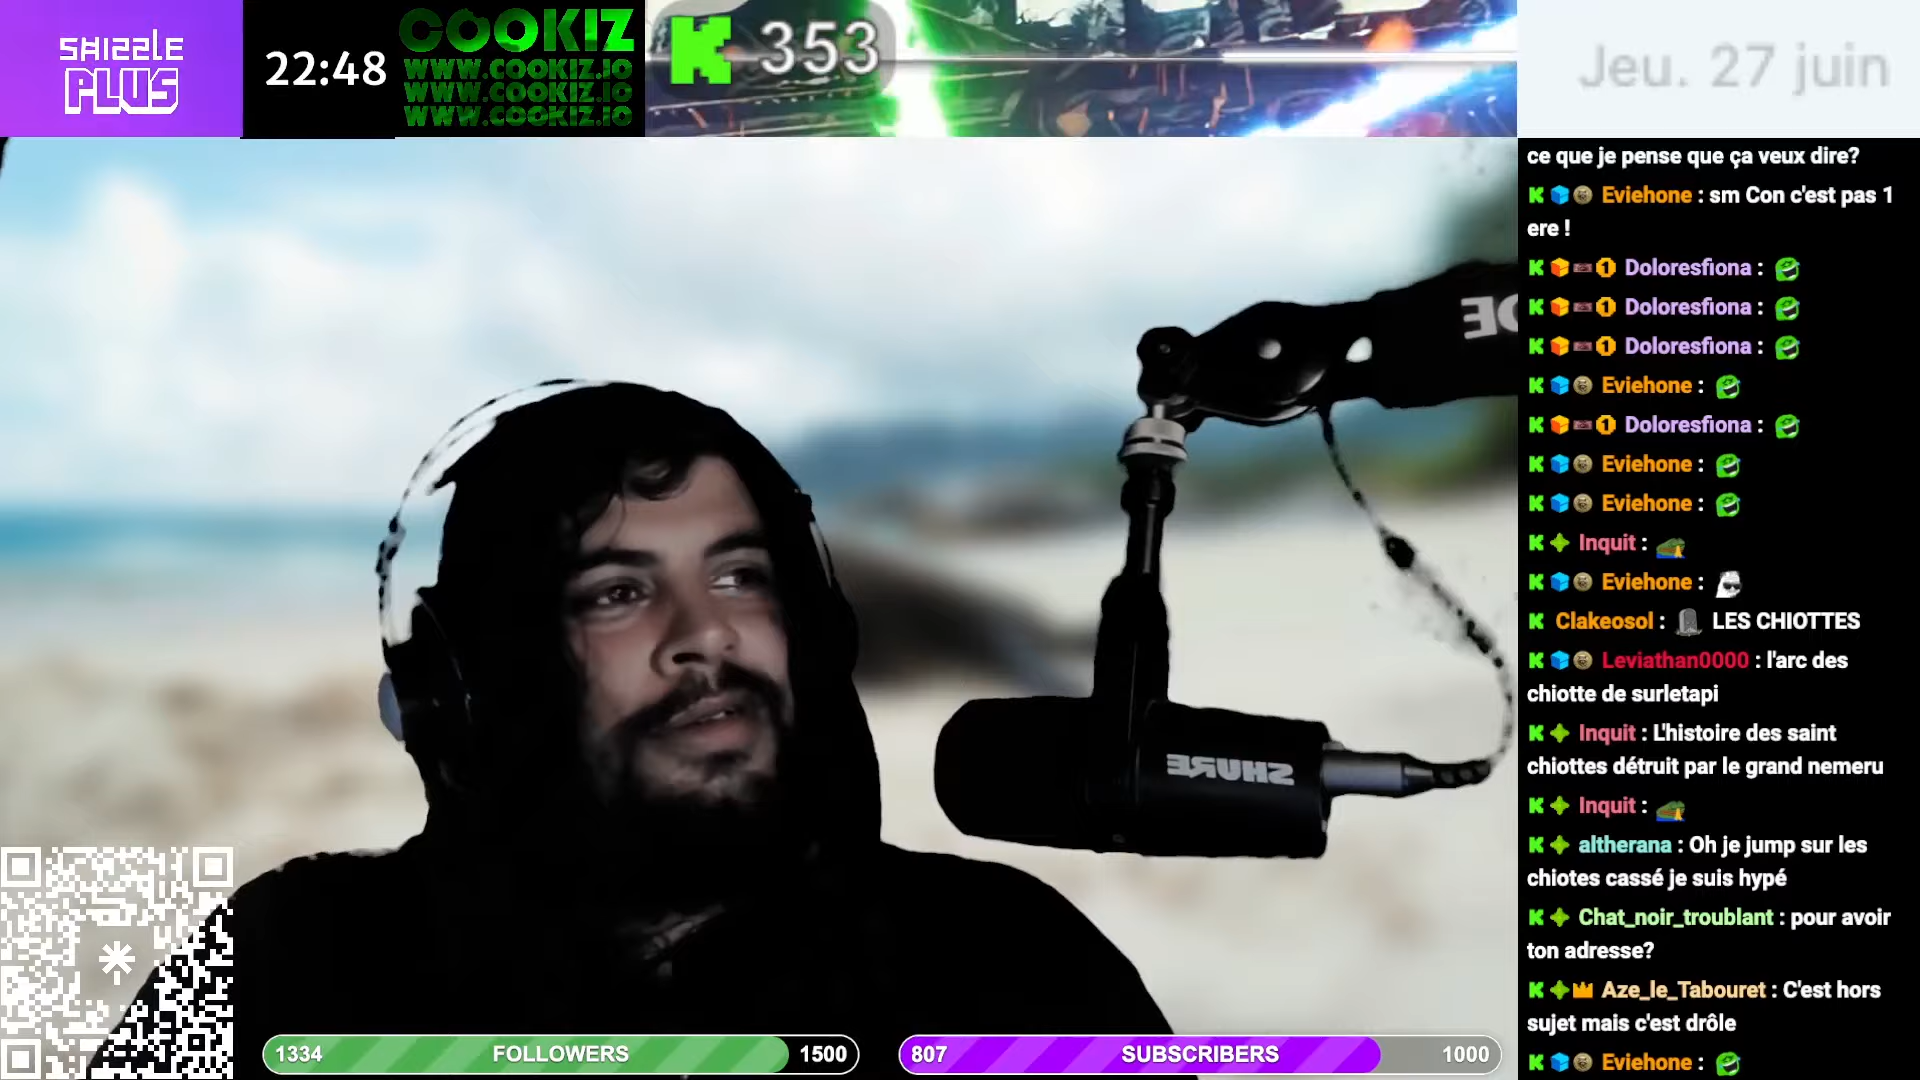 SHIZZLE
PLUS
22:48
COOKIZ
WWW.COOKIZ.IO
WWW.COOKIZ.IO
WWW.COOKIZ.IO
353
Jeu. 27 juin
ce que je pense que ça veux dire?
Eviehone : sm Con c'est pas 1
ere !
Doloresfiona :
Doloresfiona :
Doloresfiona :
Eviehone :
Doloresfiona :
Eviehone :
Eviehone :
Inquit :
Eviehone :
Clakeosol : LES CHIOTTES
Leviathan0000 : l'arc des
chiotte de surletapi
Inquit : L'histoire des saint
chiottes détruit par le grand nemeru
Inquit :
altherana : Oh je jump sur les
chiotes cassé je suis hypé
Chat_noir_troublant : pour avoir
ton adresse?
Aze_le_Tabouret : C'est hors
sujet mais c'est drôle
Eviehone :
SHURE
1334 FOLLOWERS 1500
807 SUBSCRIBERS 1000